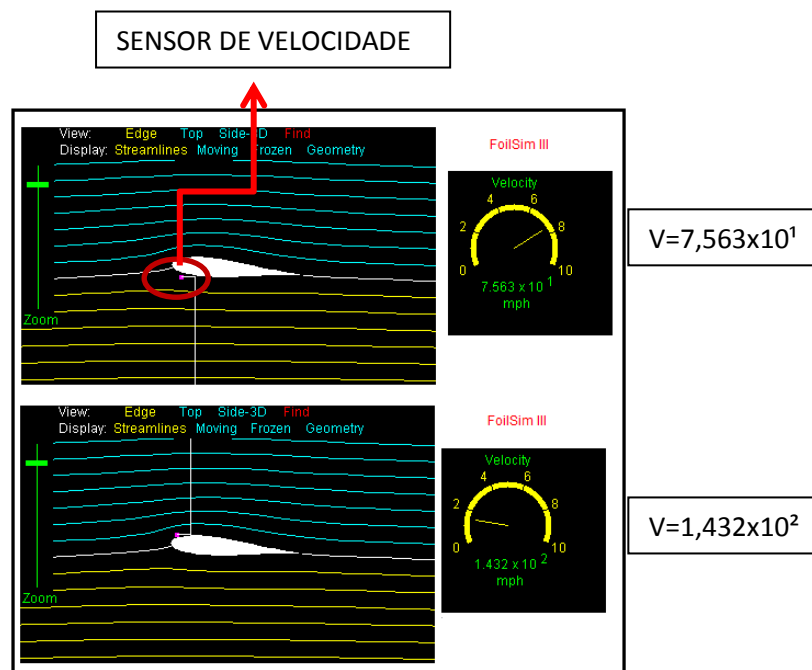 SENSOR DE VELOCIDADE
View: Edge Top Side-3D Find
Display: Streamlines Moving Frozen Geometry
Zoom
FoilSim III
Velocity
0 2 4 6 8 10
7.563 x 10 1
mph
V=7,563x10¹
View: Edge Top Side-3D Find
Display: Streamlines Moving Frozen Geometry
Zoom
FoilSim III
Velocity
0 2 4 6 8 10
1.432 x 10 2
mph
V=1,432x10²